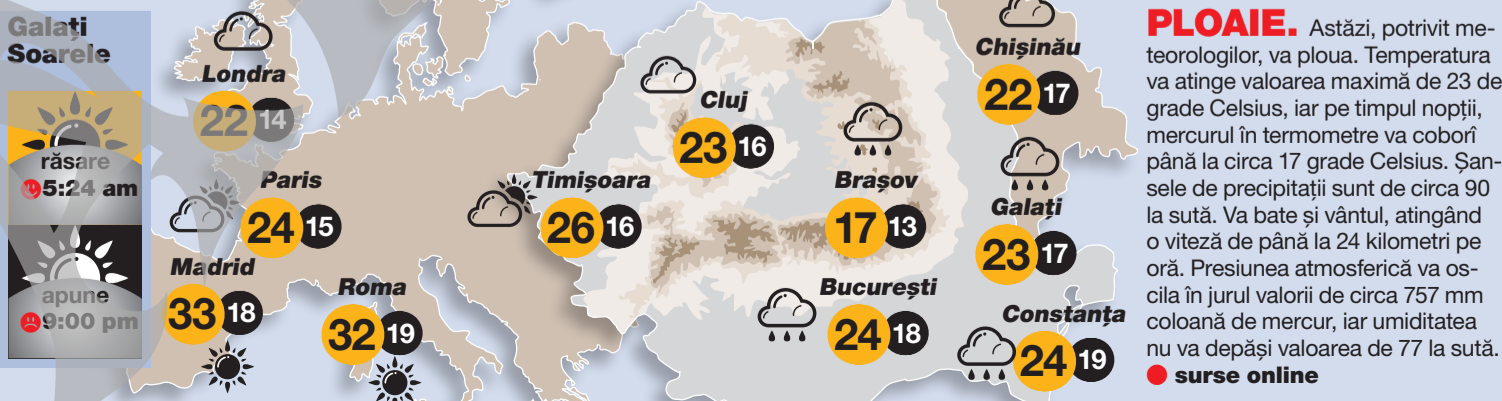 Galați
Soarele
răsare
5:24 am
apune
9:00 pm
Londra
22 14
Paris
24 15
Madrid
33 18
Roma
32 19
Timișoara
26 16
Cluj
23 16
Brașov
17 13
București
24 18
Chișinău
22 17
Galați
23 17
Constanța
24 19
PLOAIE. Astăzi, potrivit me-
teorologilor, va ploua. Temperatura
va atinge valoarea maximă de 23 de
grade Celsius, iar pe timpul nopții,
mercurul în termometre va coborî
până la circa 17 grade Celsius. Șan-
sele de precipitații sunt de circa 90
la sută. Va bate și vântul, atingând
o viteză de până la 24 kilometri pe
oră. Presiunea atmosferică va os-
cila în jurul valorii de circa 757 mm
coloană de mercur, iar umiditatea
nu va depăși valoarea de 77 la sută.
surse online